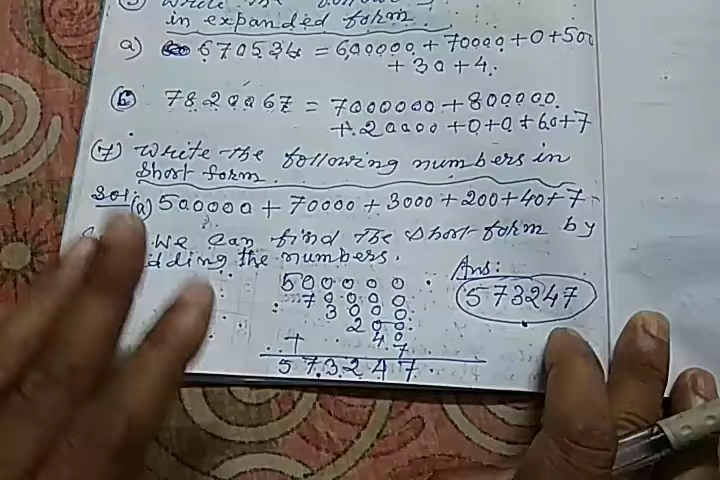 in expanded form.
a) 670534 = 600000 + 70000 + 0 + 500
+ 30 + 4.
(b) 7820067 = 7000000 + 800000
+ 20000 + 0 + 0 + 60 + 7
(7) Write the following numbers in
short form.
Sol (a) 500000 + 70000 + 3000 + 200 + 40 + 7
We can find the short form by
dding the numbers.
Ans:
573247
500000
70000
3000
200
+ 40
7
573247